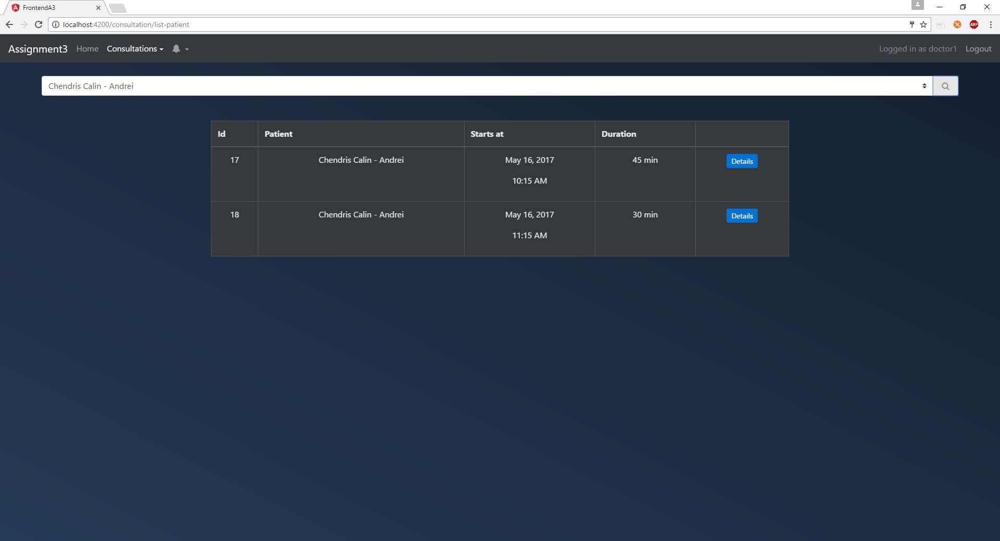 FrontendA3
localhost:4200/consultation/list-patient
ABP
Assignment3 Home Consultations Logged in as doctor1 Logout
Chendris Calin - Andrei
Id Patient Starts at Duration
17 Chendris Calin - Andrei May 16, 2017 45 min Details
10:15 AM
18 Chendris Calin - Andrei May 16, 2017 30 min Details
11:15 AM